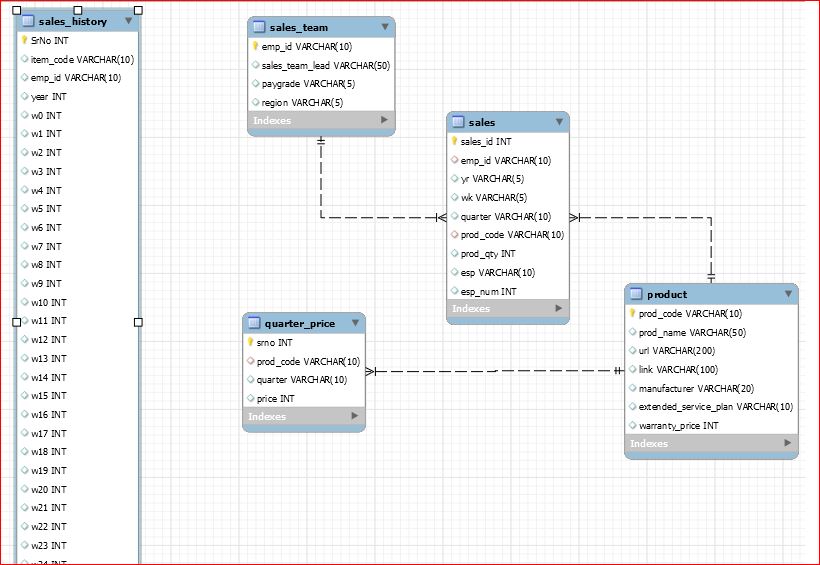 sales_history
SrNo INT
item_code VARCHAR(10)
emp_id VARCHAR(10)
year INT
w0 INT
w1 INT
w2 INT
w3 INT
w4 INT
w5 INT
w6 INT
w7 INT
w8 INT
w9 INT
w10 INT
w11 INT
w12 INT
w13 INT
w14 INT
w15 INT
w16 INT
w17 INT
w18 INT
w19 INT
w20 INT
w21 INT
w22 INT
w23 INT
sales_team
emp_id VARCHAR(10)
sales_team_lead VARCHAR(50)
paygrade VARCHAR(5)
region VARCHAR(5)
Indexes
sales
sales_id INT
emp_id VARCHAR(10)
yr VARCHAR(5)
wk VARCHAR(5)
quarter VARCHAR(10)
prod_code VARCHAR(10)
prod_qty INT
esp VARCHAR(10)
esp_num INT
Indexes
quarter_price
srno INT
prod_code VARCHAR(10)
quarter VARCHAR(10)
price INT
Indexes
product
prod_code VARCHAR(10)
prod_name VARCHAR(50)
url VARCHAR(200)
link VARCHAR(100)
manufacturer VARCHAR(20)
extended_service_plan VARCHAR(10)
warranty_price INT
Indexes